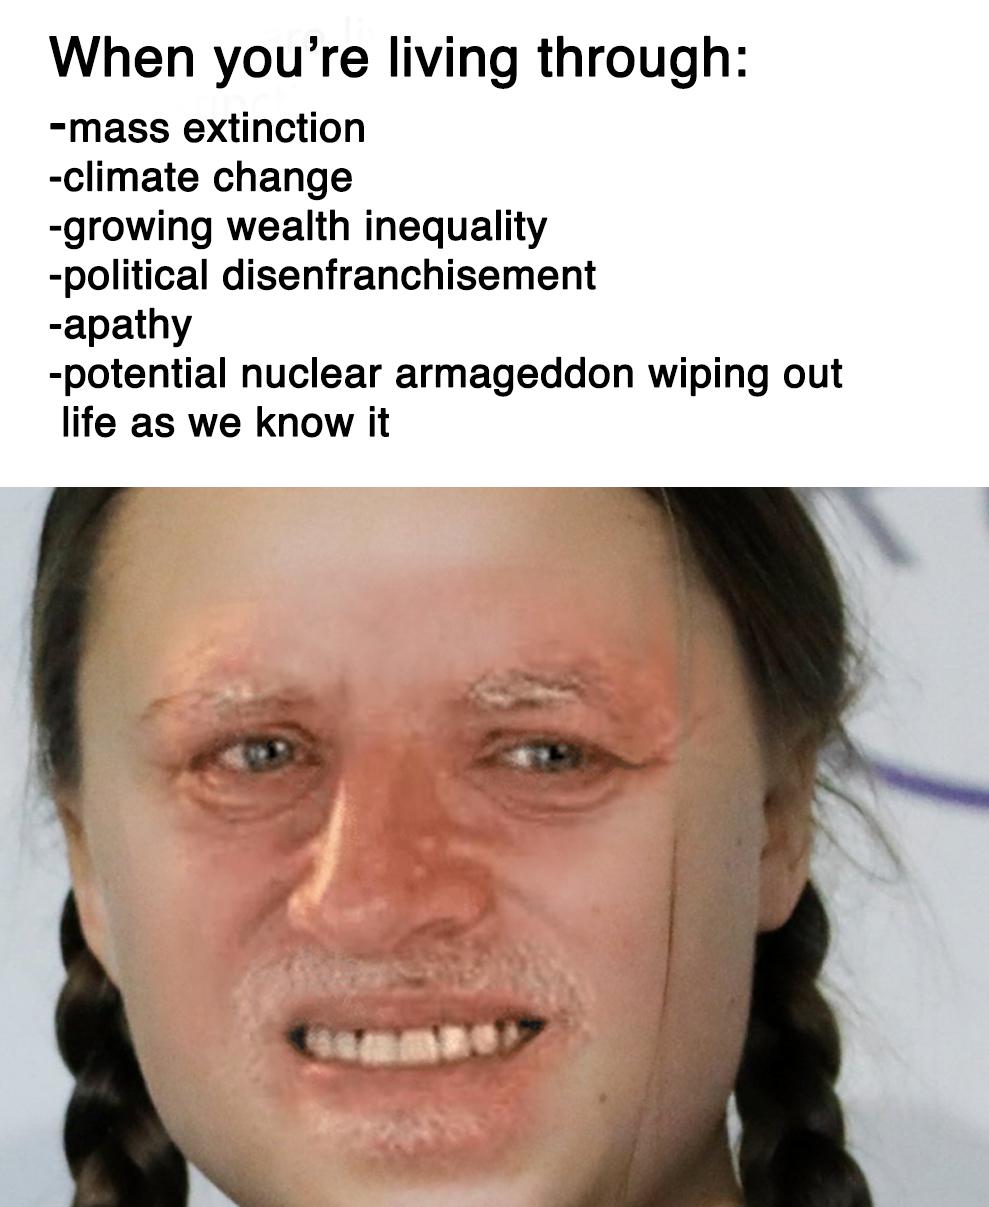 When you’re living through:
-mass extinction
-climate change
-growing wealth inequality
-political disenfranchisement
-apathy
-potential nuclear armageddon wiping out
life as we know it